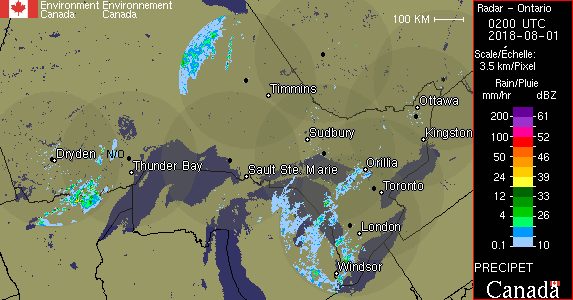 Environment Environnement
Canada Canada
100 KM
Timmins
Ottawa
Sudbury
Kingston
Dryden
Thunder Bay
Sault Ste. Marie
Orillia
Toronto
London
Windsor
Radar - Ontario
0200 UTC
2018-08-01
Scale/Échelle:
3.5 km/Pixel
Rain/Pluie
mm/hr dBZ
200 61
100 52
50 46
24 39
12 33
4 26
0.1 10
PRECIPET
Canada